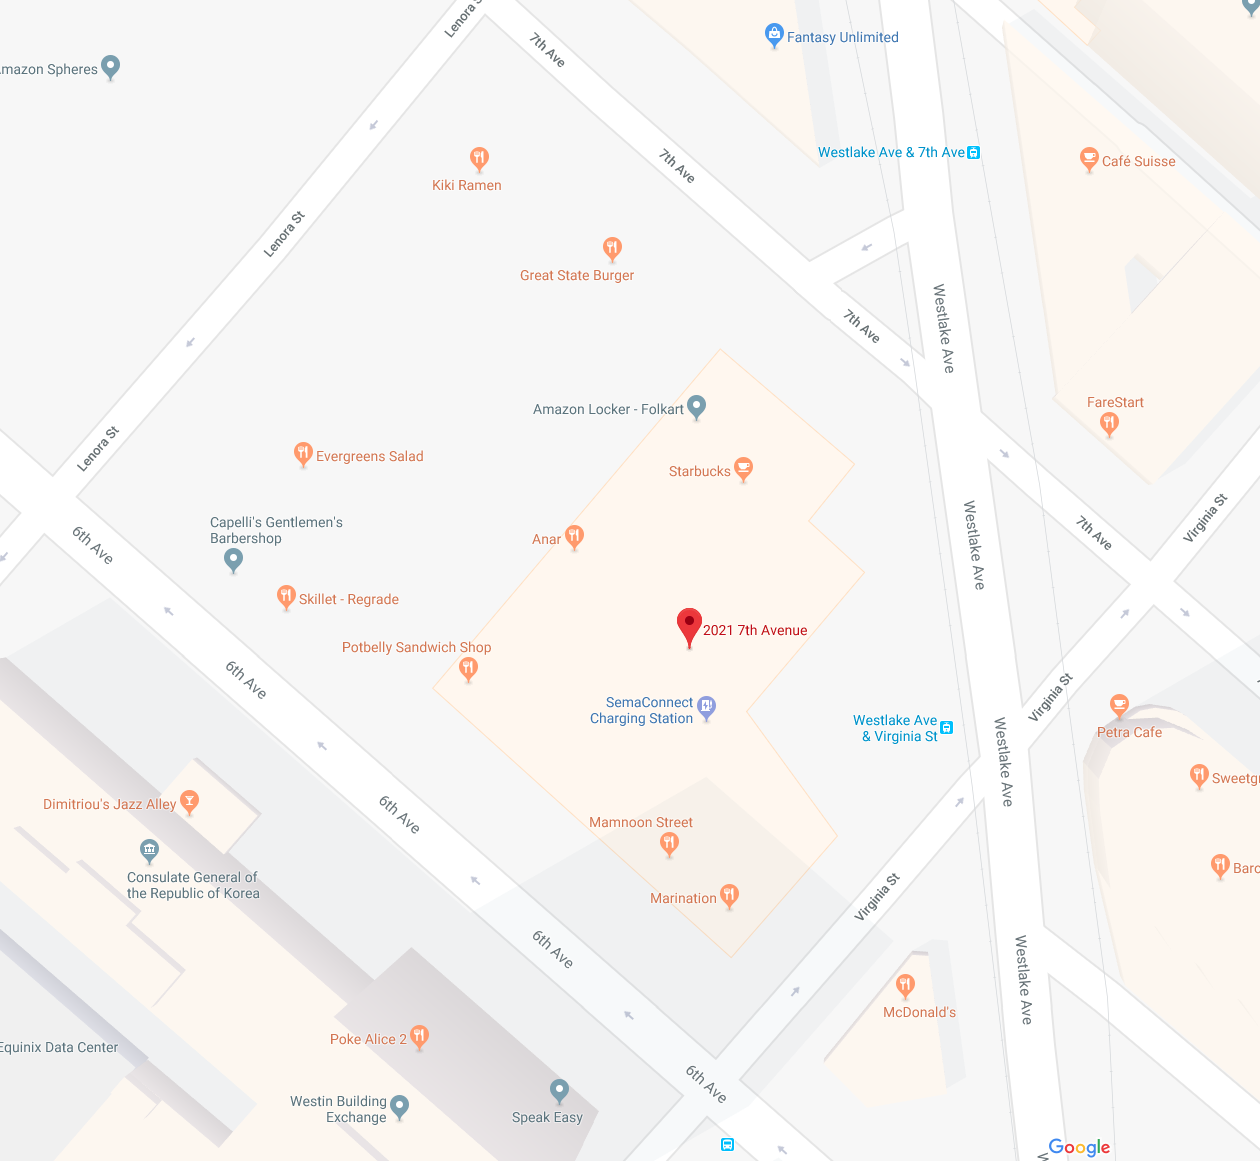 Lenora St
7th Ave
Fantasy Unlimited
Amazon Spheres
Westlake Ave & 7th Ave
Café Suisse
Kiki Ramen
7th Ave
Lenora St
Great State Burger
Westlake Ave
7th Ave
Amazon Locker - Folkart
FareStart
Lenora St
Evergreens Salad
Starbucks
Capelli's Gentlemen's
Barbershop
6th Ave
Anar
Westlake Ave
7th Ave
Virginia St
Skillet - Regrade
2021 7th Avenue
Potbelly Sandwich Shop
6th Ave
SemaConnect
Charging Station
Westlake Ave
& Virginia St
Virginia St
Petra Cafe
Westlake Ave
Sweetgr
Dimitriou's Jazz Alley
6th Ave
Mamnoon Street
Consulate General of
the Republic of Korea
Marination
Virginia St
Barc
6th Ave
Westlake Ave
McDonald's
Poke Alice 2
Equinix Data Center
6th Ave
Westin Building
Exchange
Speak Easy
Google